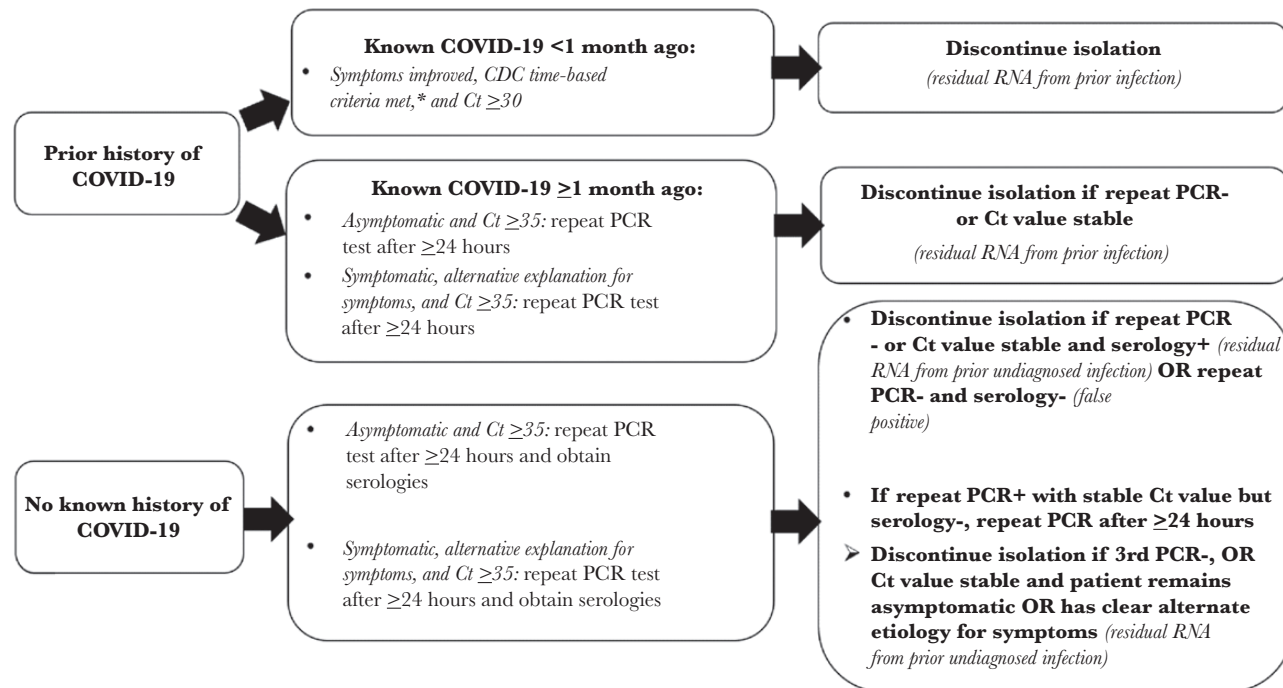 Known COVID-19 <1 month ago:
• Symptoms improved, CDC time-based
criteria met,* and Ct ≥30
Discontinue isolation
(residual RNA from prior infection)
Prior history of
COVID-19
Known COVID-19 ≥1 month ago:
• Asymptomatic and Ct ≥35: repeat PCR
test after ≥24 hours
• Symptomatic, alternative explanation for
symptoms, and Ct ≥35: repeat PCR test
after ≥24 hours
Discontinue isolation if repeat PCR-
or Ct value stable
(residual RNA from prior infection)
No known history of
COVID-19
• Asymptomatic and Ct ≥35: repeat PCR
test after ≥24 hours and obtain
serologies
• Symptomatic, alternative explanation for
symptoms, and Ct ≥35: repeat PCR test
after ≥24 hours and obtain serologies
• Discontinue isolation if repeat PCR
- or Ct value stable and serology+ (residual
RNA from prior undiagnosed infection) OR repeat
PCR- and serology- (false
positive)
• If repeat PCR+ with stable Ct value but
serology-, repeat PCR after ≥24 hours
➢ Discontinue isolation if 3rd PCR-, OR
Ct value stable and patient remains
asymptomatic OR has clear alternate
etiology for symptoms (residual RNA
from prior undiagnosed infection)